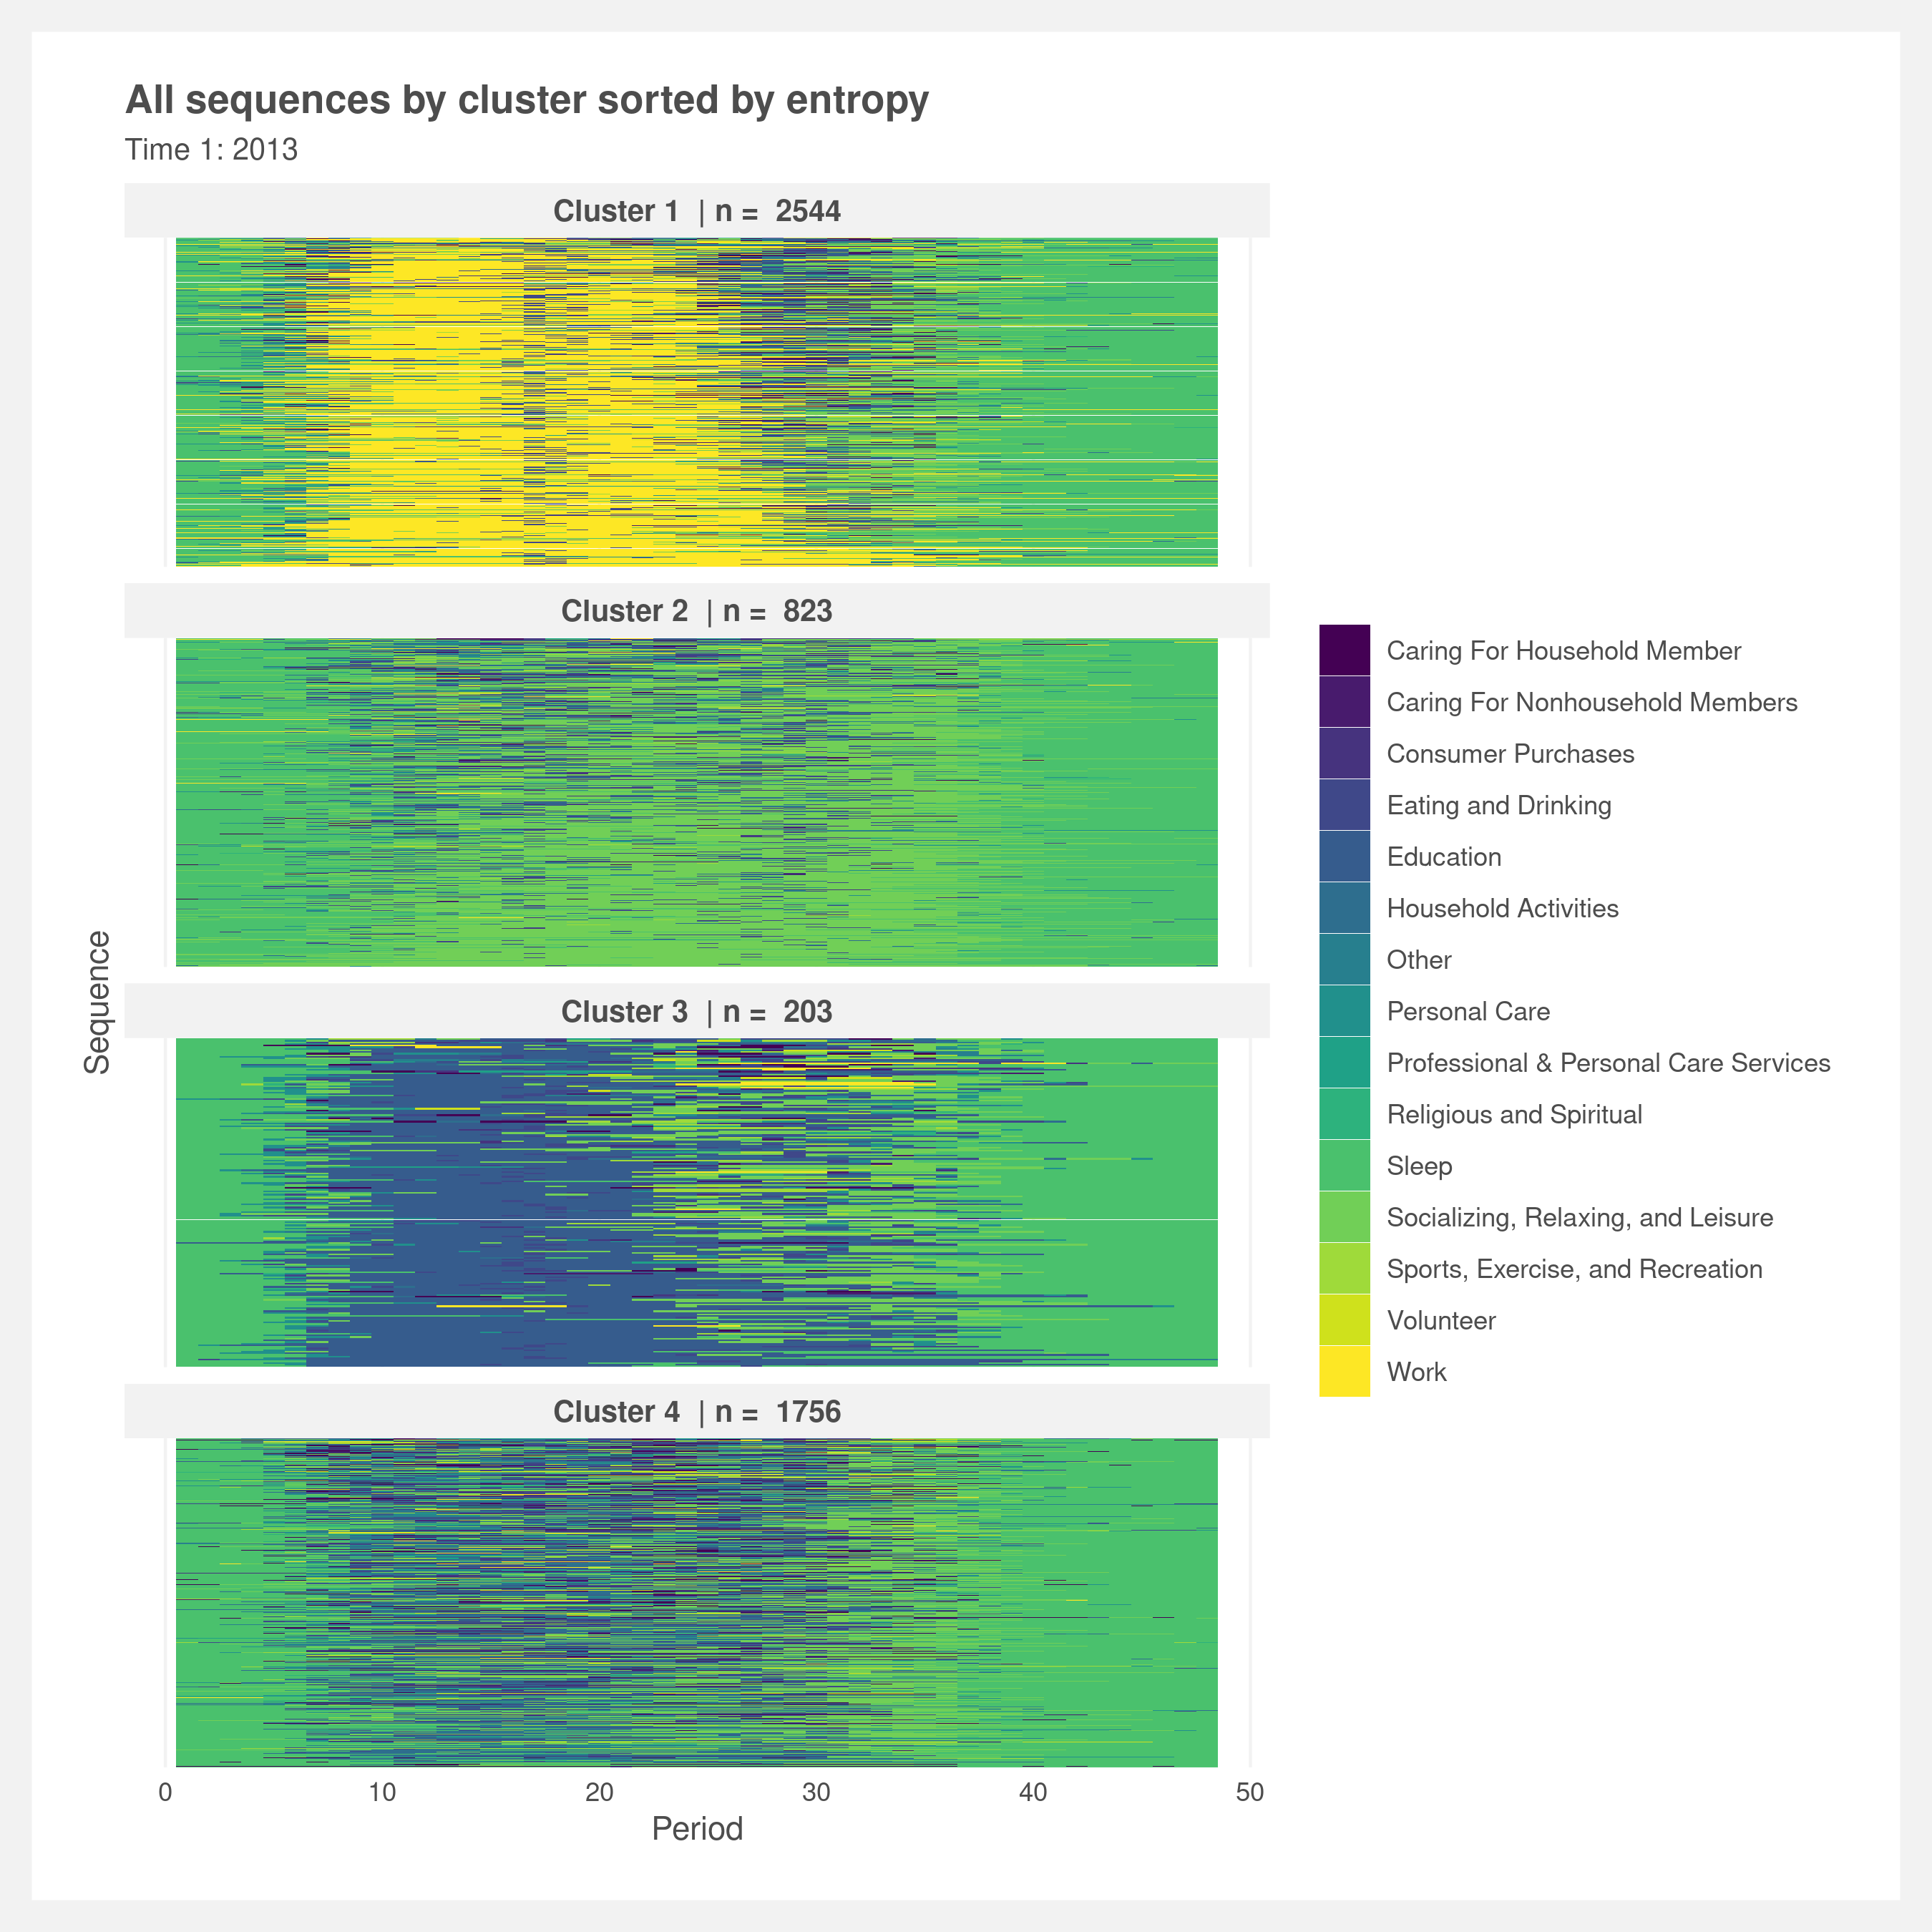 All sequences by cluster sorted by entropy
Time 1: 2013
Cluster 1 | n = 2544
Cluster 2 | n = 823
Cluster 3 | n = 203
Cluster 4 | n = 1756
Sequence
0 10 20 30 40 50
Period
Caring For Household Member
Caring For Nonhousehold Members
Consumer Purchases
Eating and Drinking
Education
Household Activities
Other
Personal Care
Professional & Personal Care Services
Religious and Spiritual
Sleep
Socializing, Relaxing, and Leisure
Sports, Exercise, and Recreation
Volunteer
Work